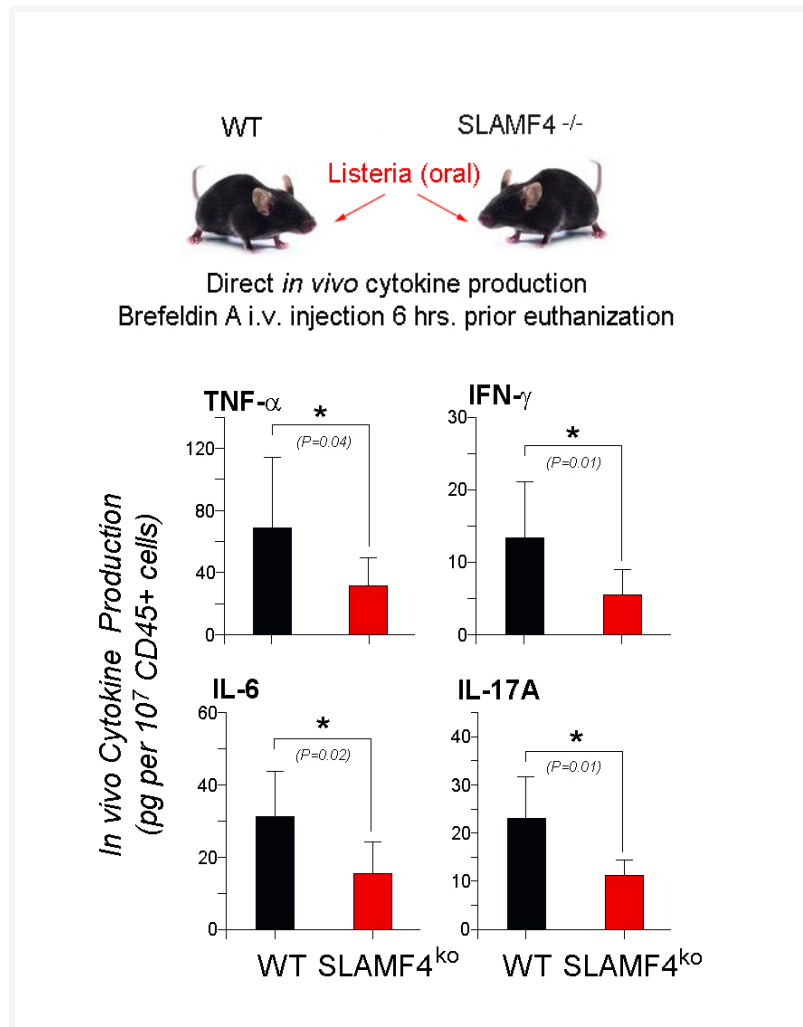 WT
SLAMF4 -/-
Listeria (oral)
Direct in vivo cytokine production
Brefeldin A i.v. injection 6 hrs. prior euthanization
In vivo Cytokine Production
(pg per 10⁷ CD45+ cells)
TNF-α
*
(P=0.04)
120
80
40
0
IFN-γ
*
(P=0.01)
30
20
10
0
IL-6
*
(P=0.02)
60
40
20
0
WT SLAMF4ᵏᵒ
IL-17A
*
(P=0.01)
40
30
20
10
0
WT SLAMF4ᵏᵒ